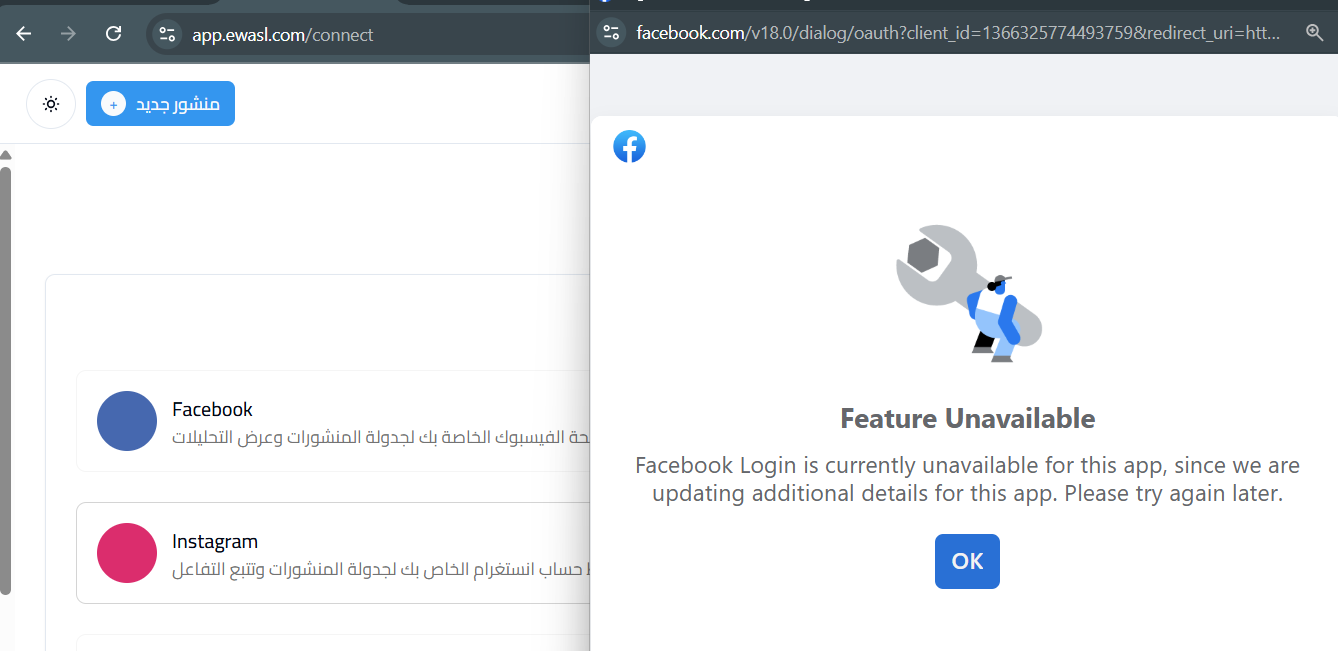 app.ewasl.com/connect
منشور جديد +
Facebook
الفيسبوك الخاصة بك لجدولة المنشورات وعرض التحليلات
Instagram
حساب انستغرام الخاص بك لجدولة المنشورات وتتبع التفاعل
facebook.com/v18.0/dialog/oauth?client_id=1366325774493759&redirect_uri=htt...
Feature Unavailable
Facebook Login is currently unavailable for this app, since we are
updating additional details for this app. Please try again later.
OK